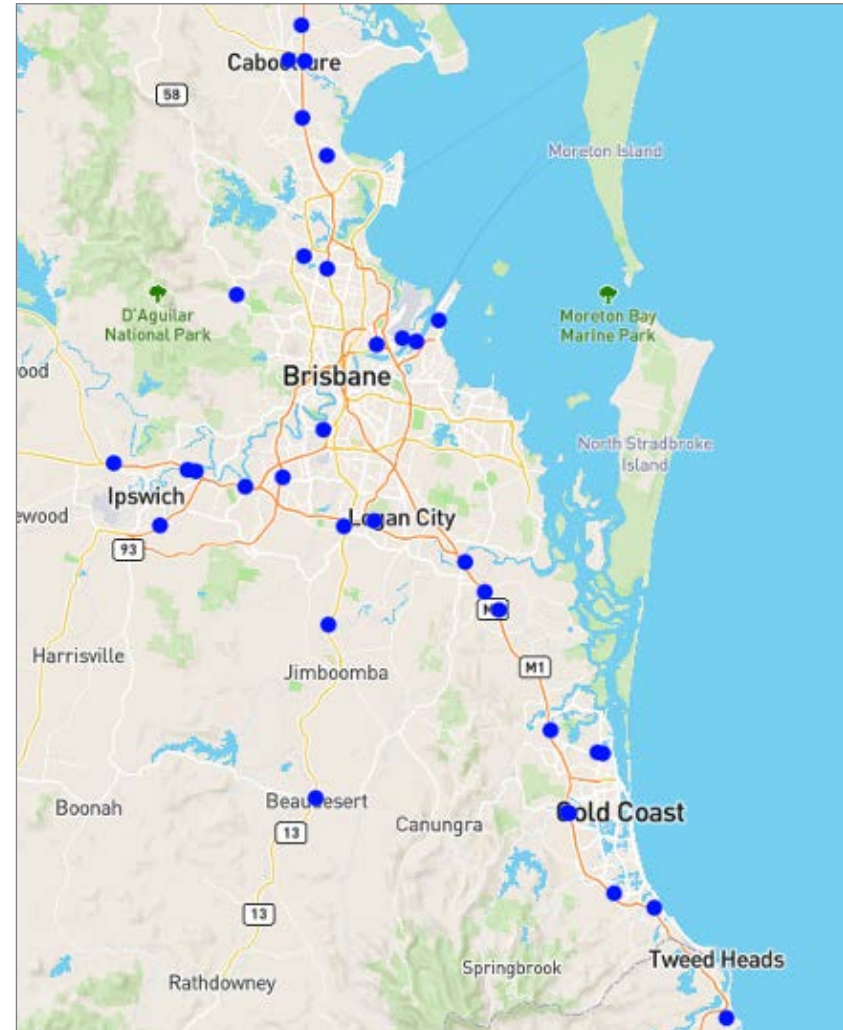 Caboolture
58
Moreton Island
D'Aguilar
National Park
Moreton Bay
Marine Park
ood
Brisbane
North Stradbroke
Island
Ipswich
ewood
Logan City
93
M1
Harrisville
Jimboomba
M1
Boonah
Beaudesert
Gold Coast
13
Canungra
13
Tweed Heads
Springbrook
Rathdowney